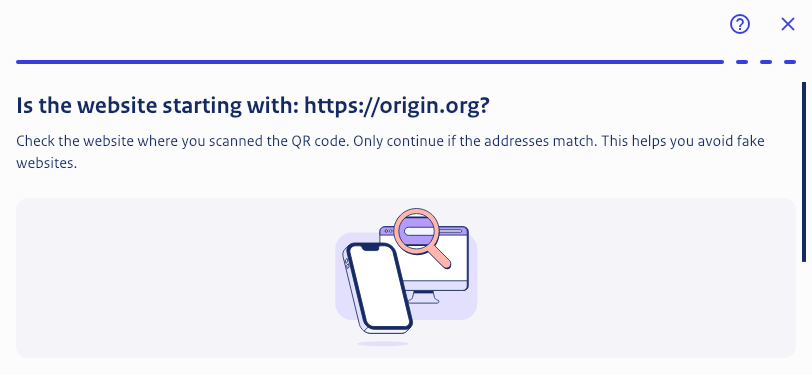 Is the website starting with: https://origin.org?
Check the website where you scanned the QR code. Only continue if the addresses match. This helps you avoid fake
websites.